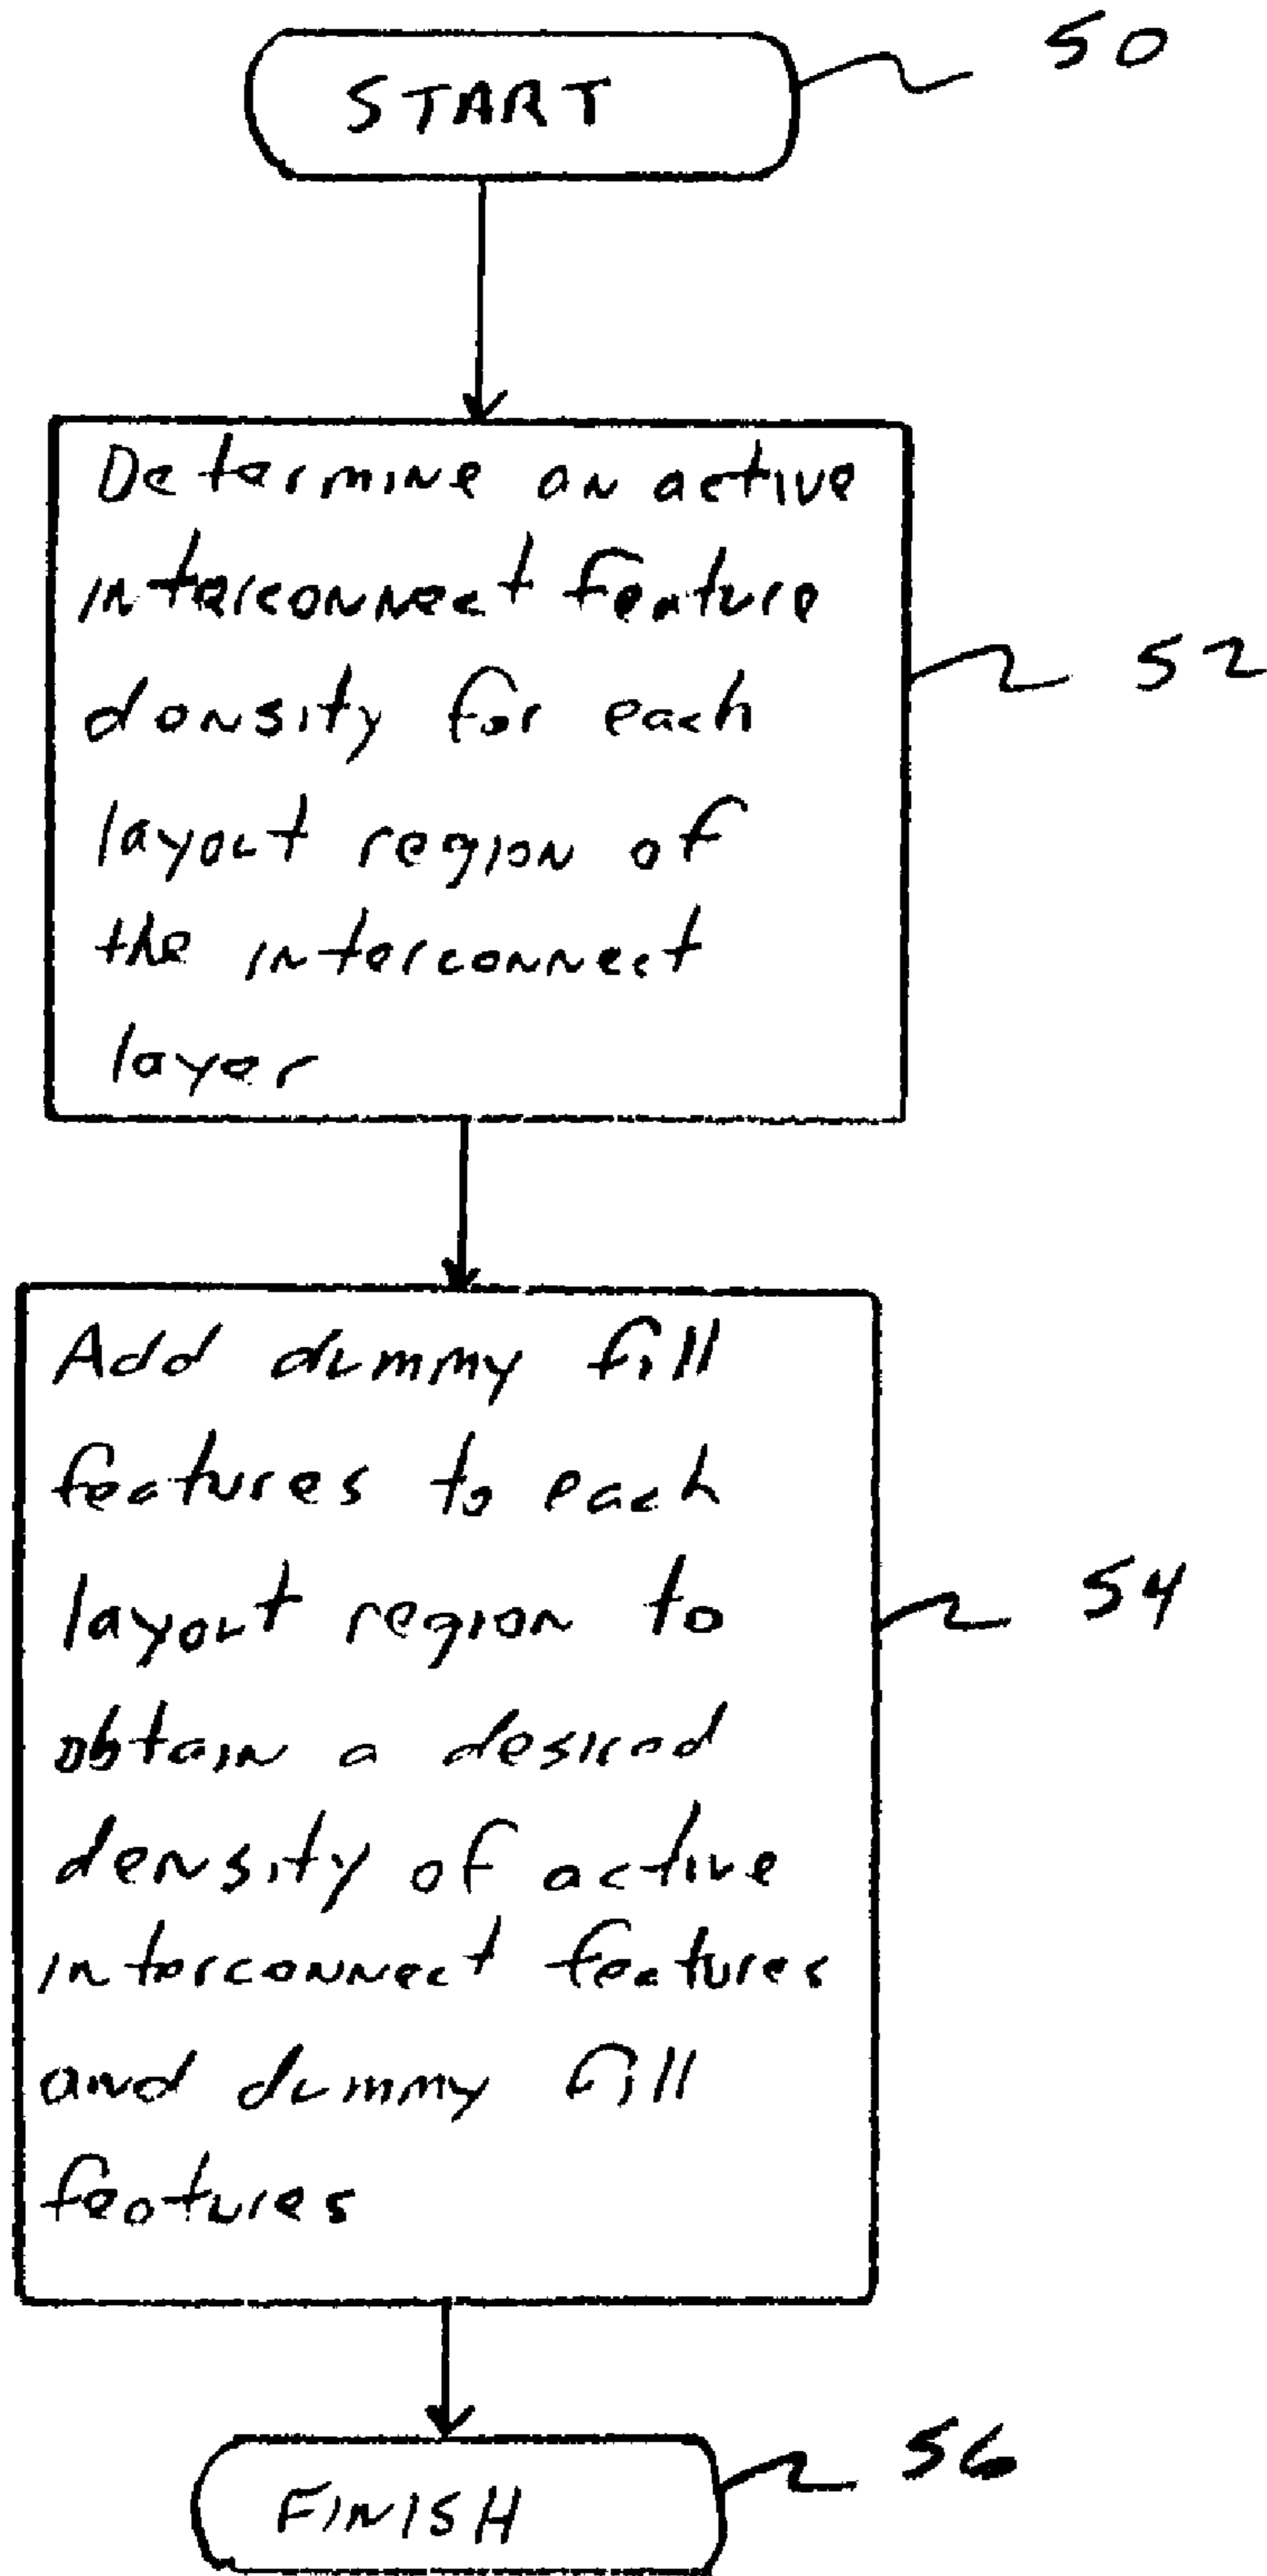 START
50
Determine an active
interconnect feature
density for each
layout region of
the interconnect
layer
52
Add dummy fill
features to each
layout region to
obtain a desired
density of active
interconnect features
and dummy fill
features
54
FINISH
56